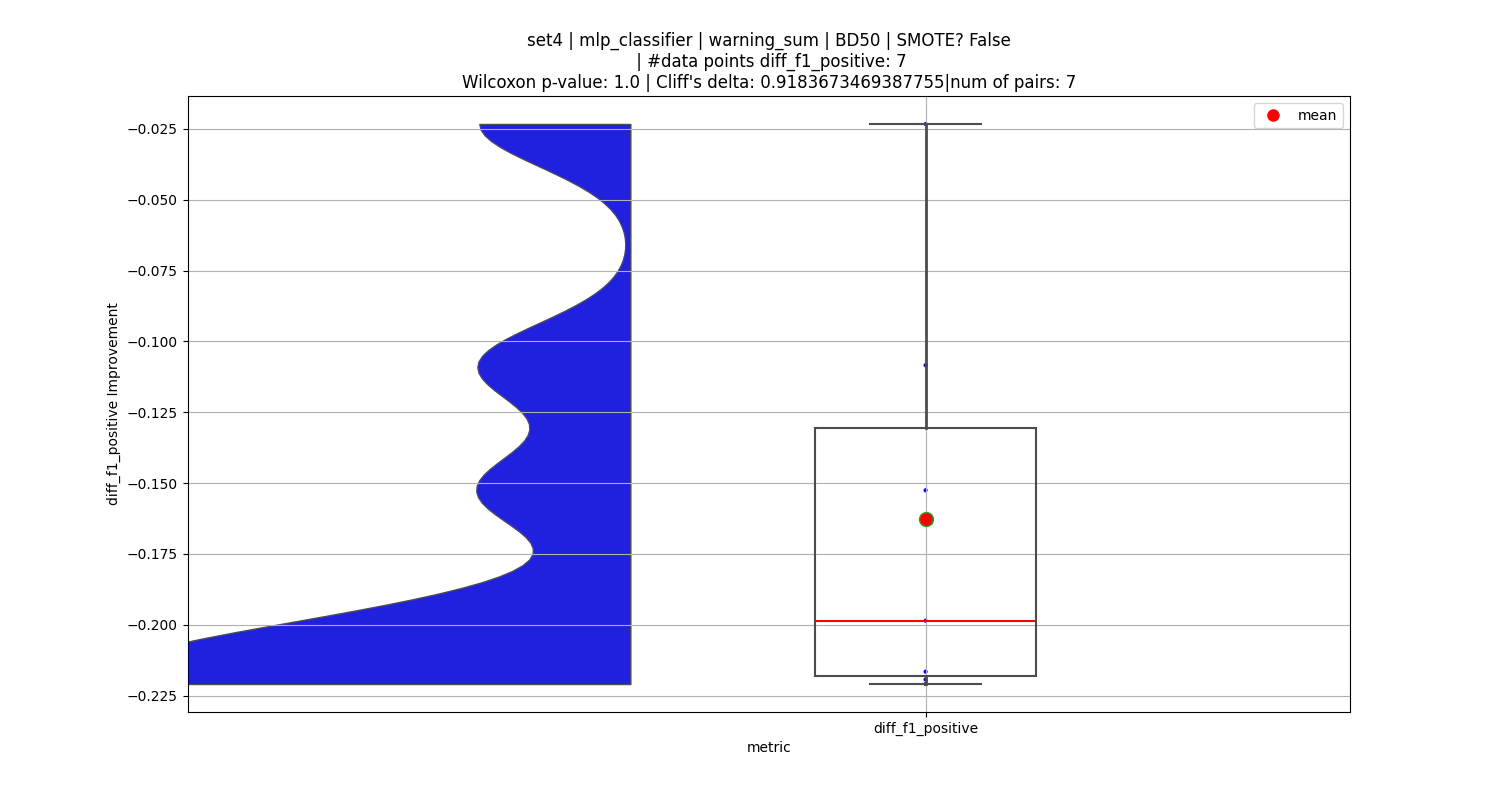 set4 | mlp_classifier | warning_sum | BD50 | SMOTE? False
| #data points diff_f1_positive: 7
Wilcoxon p-value: 1.0 | Cliff's delta: 0.9183673469387755|num of pairs: 7
mean
−0.025
−0.050
−0.075
−0.100
−0.125
−0.150
−0.175
−0.200
−0.225
diff_f1_positive Improvement
diff_f1_positive
metric